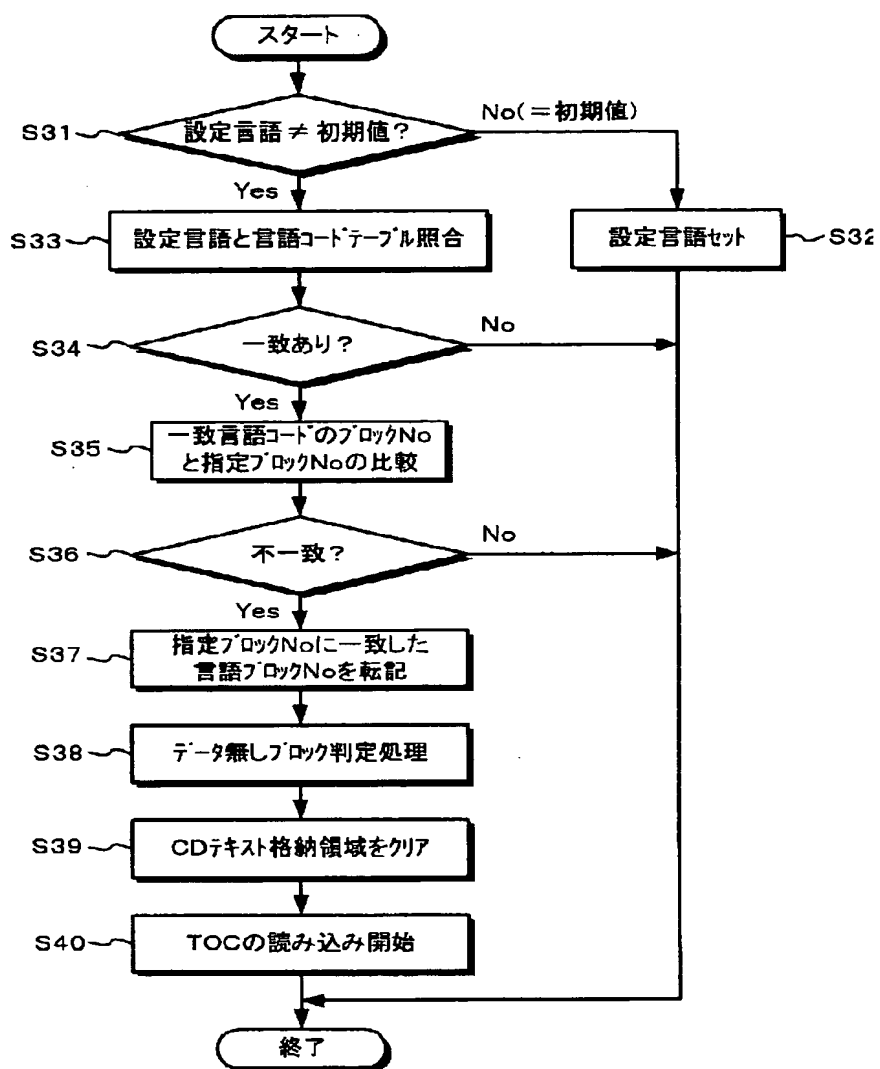 スタート
S31
設定言語≠初期値?
No(=初期値)
Yes
S33
設定言語と言語コードテーブル照合
設定言語セット
S32
S34
一致あり?
No
Yes
S35
一致言語コードのブロックNo
と指定ブロックNoの比較
S36
不一致?
No
Yes
S37
指定ブロックNoに一致した
言語ブロックNoを転記
S38
データ無しブロック判定処理
S39
CDテキスト格納領域をクリア
S40
TOCの読み込み開始
終了